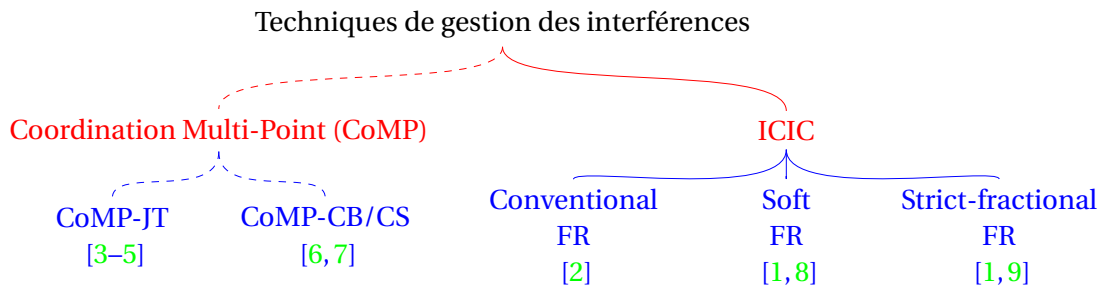 Techniques de gestion des interférences
Coordination Multi-Point (CoMP)
ICIC
CoMP-JT
[3–5]
CoMP-CB/CS
[6, 7]
Conventional
FR
[2]
Soft
FR
[1, 8]
Strict-fractional
FR
[1, 9]